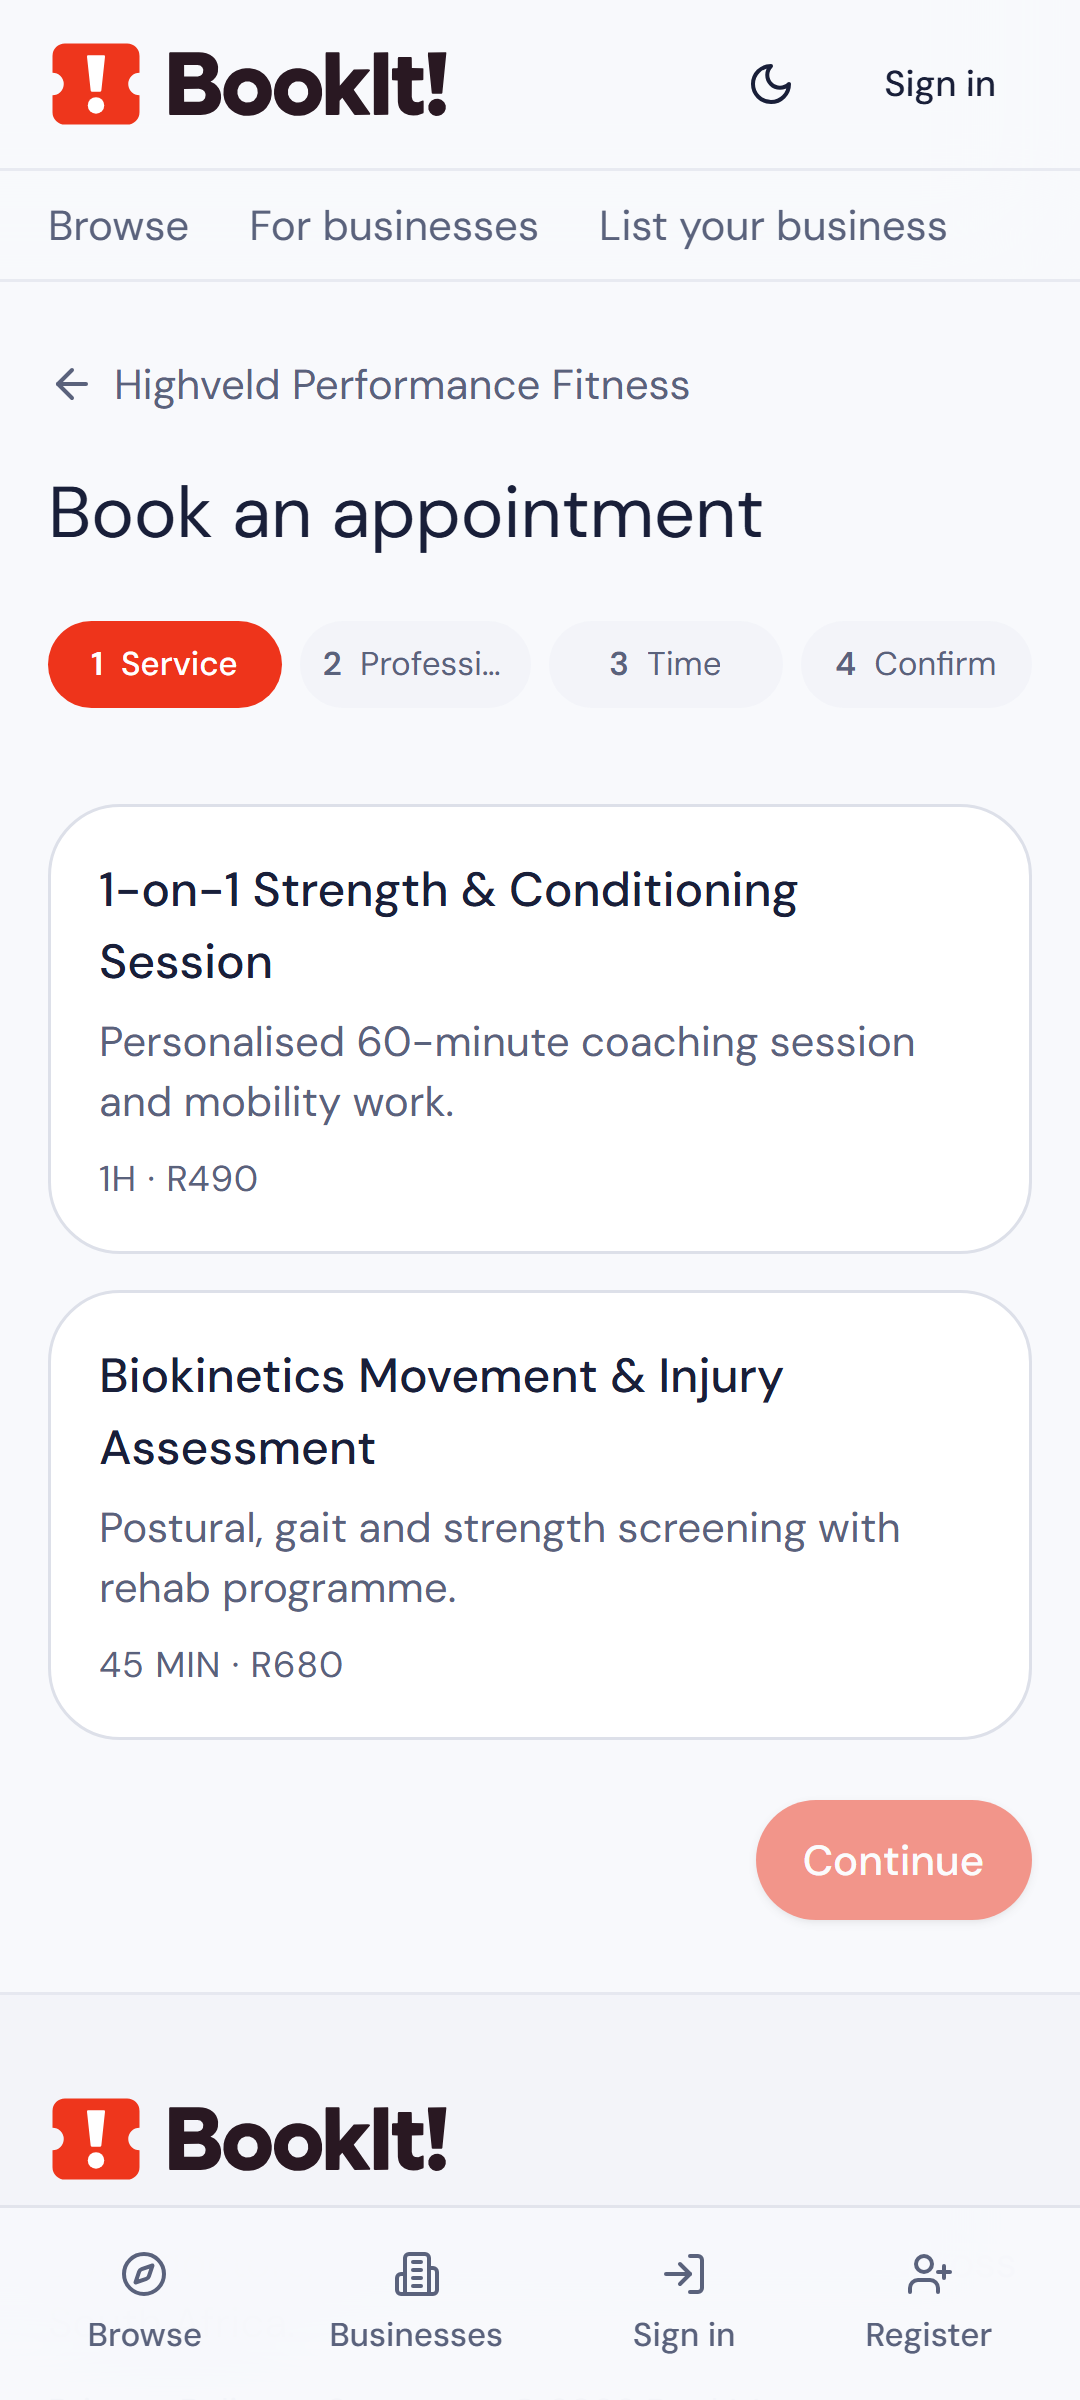 BookIt!
Sign in
Browse For businesses List your business
Highveld Performance Fitness
Book an appointment
1 Service 2 Professi... 3 Time 4 Confirm
1-on-1 Strength & Conditioning
Session
Personalised 60-minute coaching session
and mobility work.
1H · R490
Biokinetics Movement & Injury
Assessment
Postural, gait and strength screening with
rehab programme.
45 MIN · R680
Continue
BookIt!
Browse Businesses Sign in Register